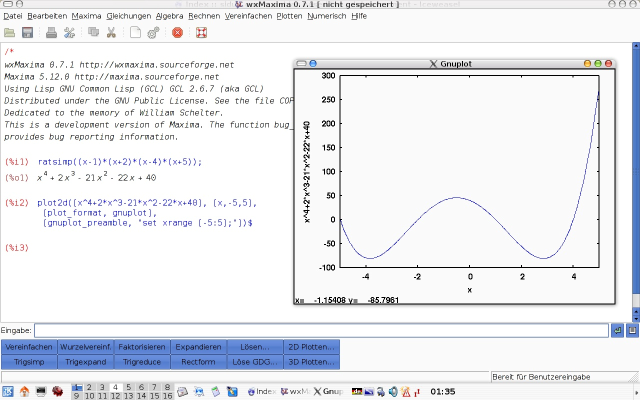 wxMaxima 0.7.1 [ nicht gespeichert ]
Datei Bearbeiten Maxima Gleichungen Algebra Rechnen Vereinfachen Plotten Numerisch Hilfe
/*
wxMaxima 0.7.1 http://wxmaxima.sourceforge.net
Maxima 5.12.0 http://maxima.sourceforge.net
Using Lisp GNU Common Lisp (GCL) GCL 2.6.7 (aka GCL)
Distributed under the GNU Public License. See the file COP
Dedicated to the memory of William Schelter.
This is a development version of Maxima. The function bug_
provides bug reporting information.
(%i1) ratsimp((x-1)*(x+2)*(x-4)*(x+5));
(%o1) x^4+2x^3-21x^2-22x+40
(%i2) plot2d([x^4+2*x^3-21*x^2-22*x+40], [x,-5,5],
[plot_format, gnuplot],
[gnuplot_preamble, "set xrange [-5:5];"])$
(%i3)
Gnuplot
x^4+2*x^3-21*x^2-22*x+40
300
250
200
150
100
50
0
-50
-100
-4 -2 0 2 4
x
x= -1.15408 y= -85.7961
Eingabe:
Vereinfachen Wurzelvereinf. Faktorisieren Expandieren Lösen... 2D Plotten...
Trigsimp Trigexpand Trigreduce Rectform Löse GDG... 3D Plotten...
Bereit für Benutzereingabe
2 3 4 5 6 7 8
9 10 11 12 13 14 15 16
Index wxM Gnup
01:35